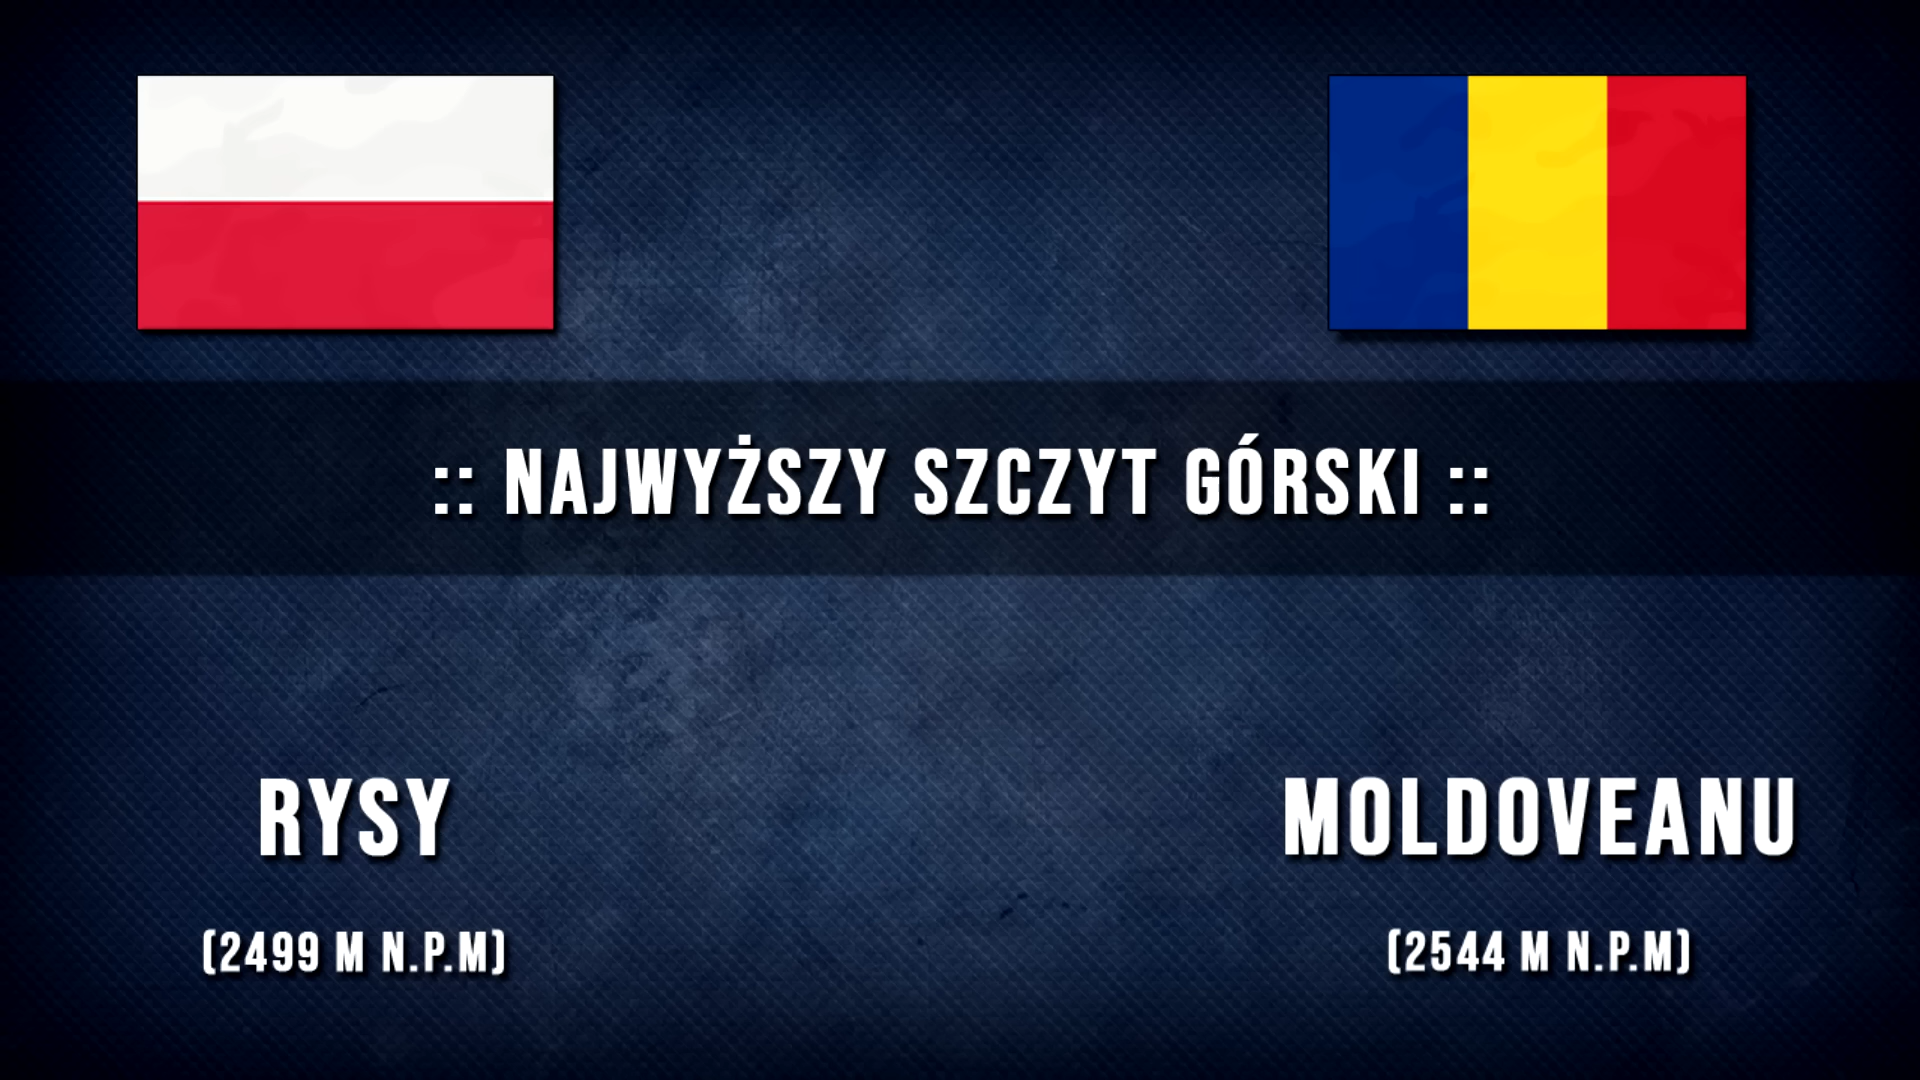 :: NAJWYŻSZY SZCZYT GÓRSKI ::
RYSY
(2499 M N.P.M)
MOLDOVEANU
(2544 M N.P.M)